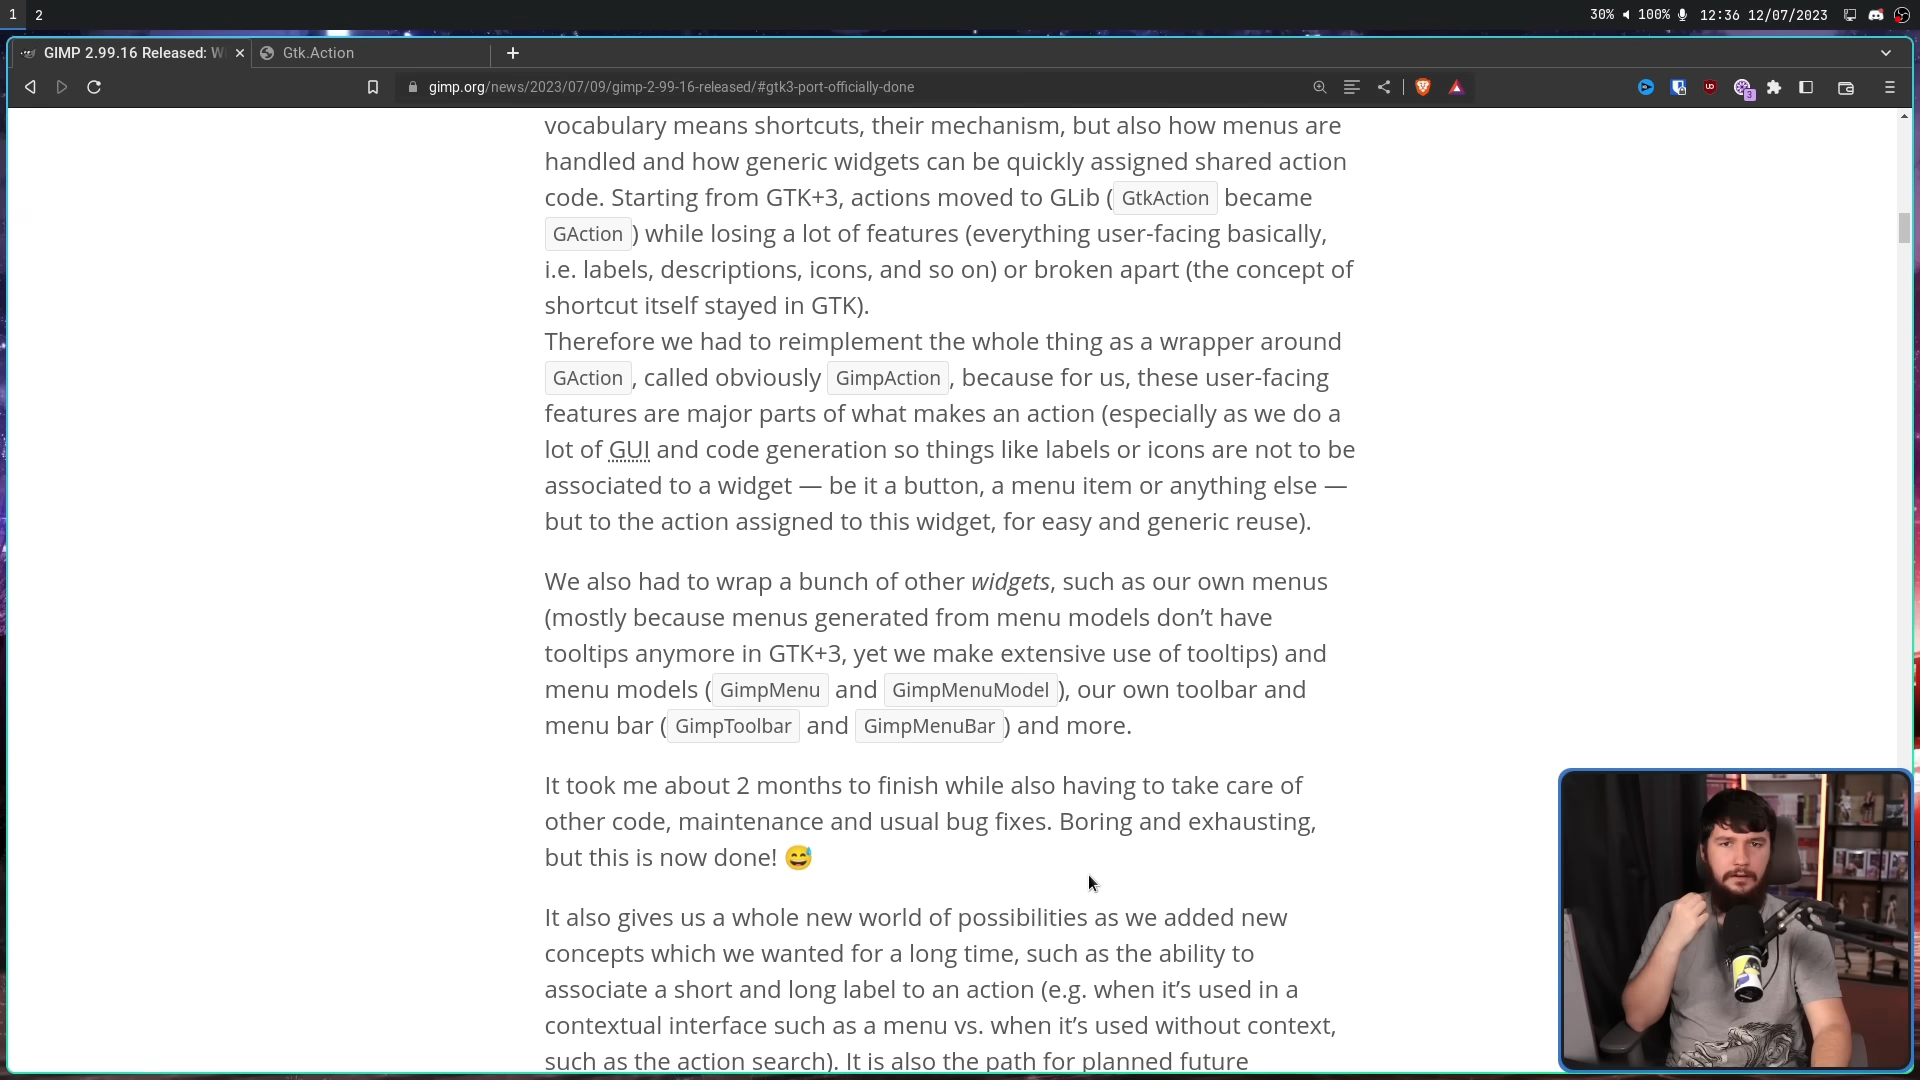 1 2
30% 100% 12:36 12/07/2023
GIMP 2.99.16 Released: W
Gtk.Action
gimp.org/news/2023/07/09/gimp-2-99-16-released/#gtk3-port-officially-done
3
vocabulary means shortcuts, their mechanism, but also how menus are
handled and how generic widgets can be quickly assigned shared action
code. Starting from GTK+3, actions moved to GLib (GtkAction became
GAction) while losing a lot of features (everything user-facing basically,
i.e. labels, descriptions, icons, and so on) or broken apart (the concept of
shortcut itself stayed in GTK).
Therefore we had to reimplement the whole thing as a wrapper around
GAction, called obviously GimpAction, because for us, these user-facing
features are major parts of what makes an action (especially as we do a
lot of GUI and code generation so things like labels or icons are not to be
associated to a widget — be it a button, a menu item or anything else —
but to the action assigned to this widget, for easy and generic reuse).
We also had to wrap a bunch of other widgets, such as our own menus
(mostly because menus generated from menu models don’t have
tooltips anymore in GTK+3, yet we make extensive use of tooltips) and
menu models (GimpMenu and GimpMenuModel), our own toolbar and
menu bar (GimpToolbar and GimpMenuBar) and more.
It took me about 2 months to finish while also having to take care of
other code, maintenance and usual bug fixes. Boring and exhausting,
but this is now done! 😅
It also gives us a whole new world of possibilities as we added new
concepts which we wanted for a long time, such as the ability to
associate a short and long label to an action (e.g. when it’s used in a
contextual interface such as a menu vs. when it’s used without context,
such as the action search). It is also the path for planned future